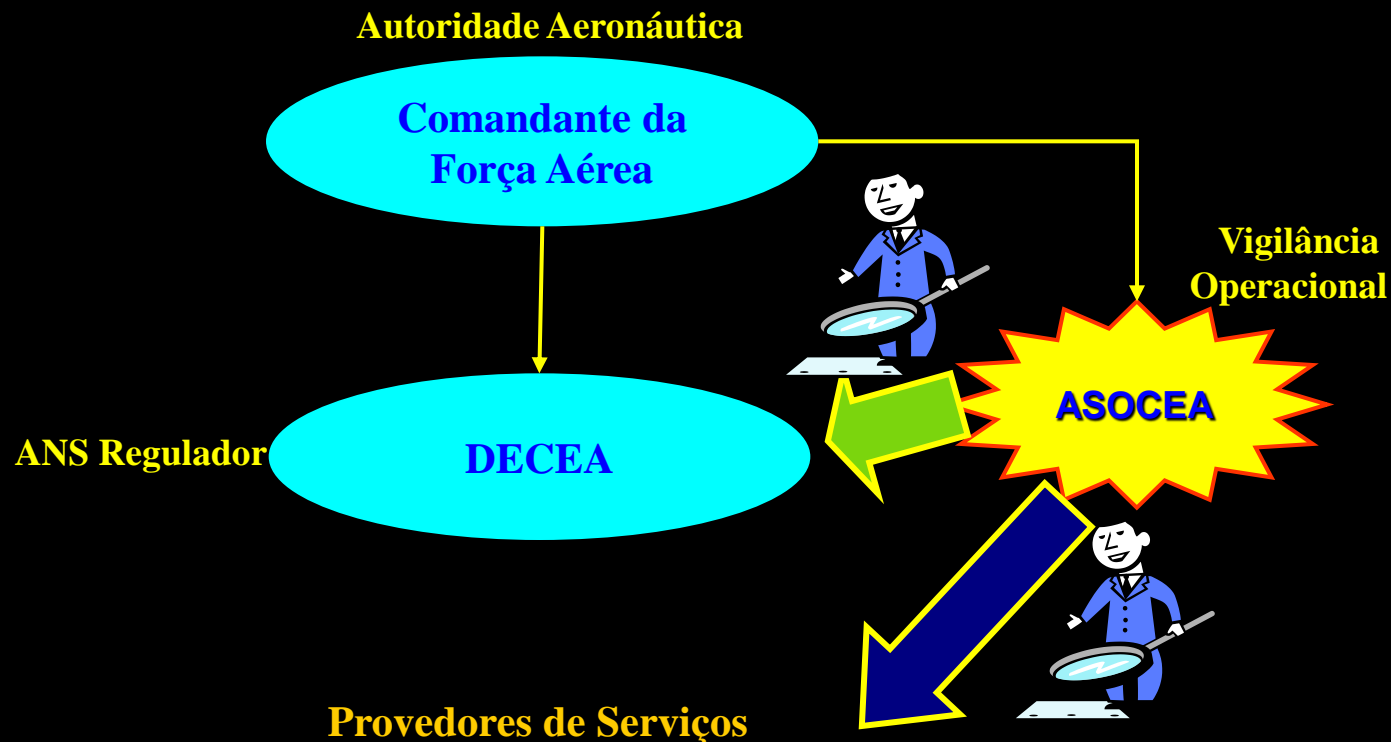 Autoridade Aeronáutica
Comandante da
Força Aérea
Vigilância
Operacional
ASOCEA
ANS Regulador
DECEA
Provedores de Serviços